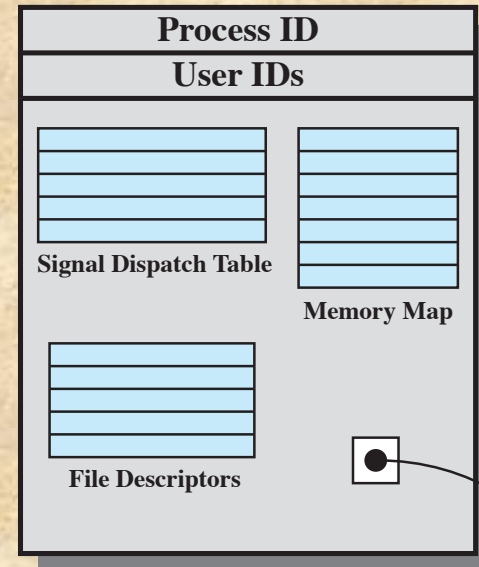 Process ID
User IDs
Signal Dispatch Table
Memory Map
File Descriptors